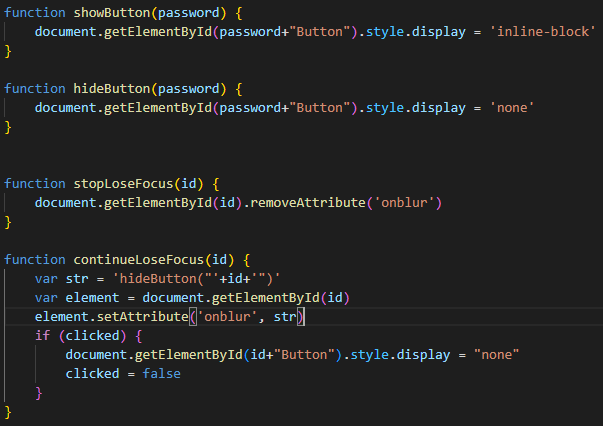 function showButton(password) {
    document.getElementById(password+"Button").style.display = 'inline-block'
}

function hideButton(password) {
    document.getElementById(password+"Button").style.display = 'none'
}


function stopLoseFocus(id) {
    document.getElementById(id).removeAttribute('onblur')
}

function continueLoseFocus(id) {
    var str = 'hideButton("'+id+'")'
    var element = document.getElementById(id)
    element.setAttribute('onblur', str)
    if (clicked) {
        document.getElementById(id+"Button").style.display = "none"
        clicked = false
    }
}